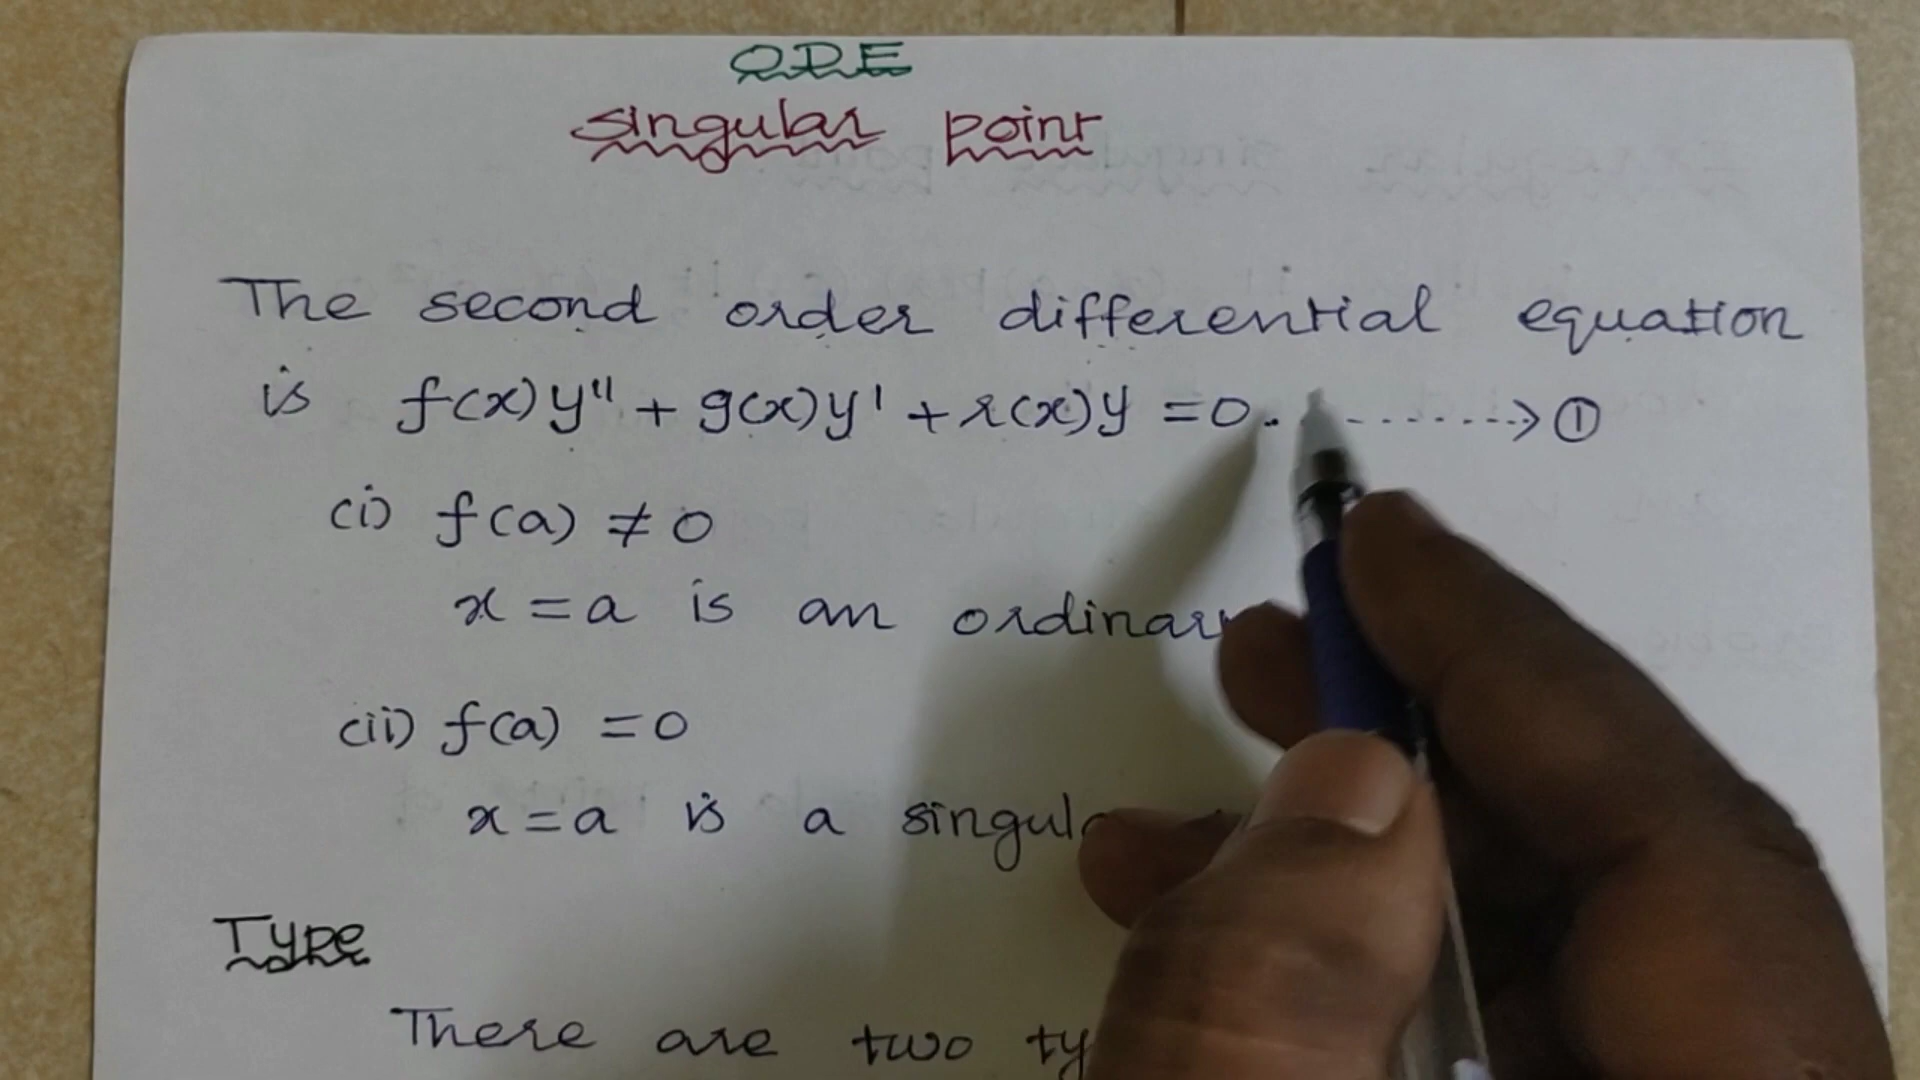 ODE
singular point
The second order differential equation
is f(x)y" + g(x)y' + r(x)y = 0. ........> ①
(i) f(a) ≠ 0
x = a is an ordinary
(ii) f(a) = 0
x = a is a
Type
There are two